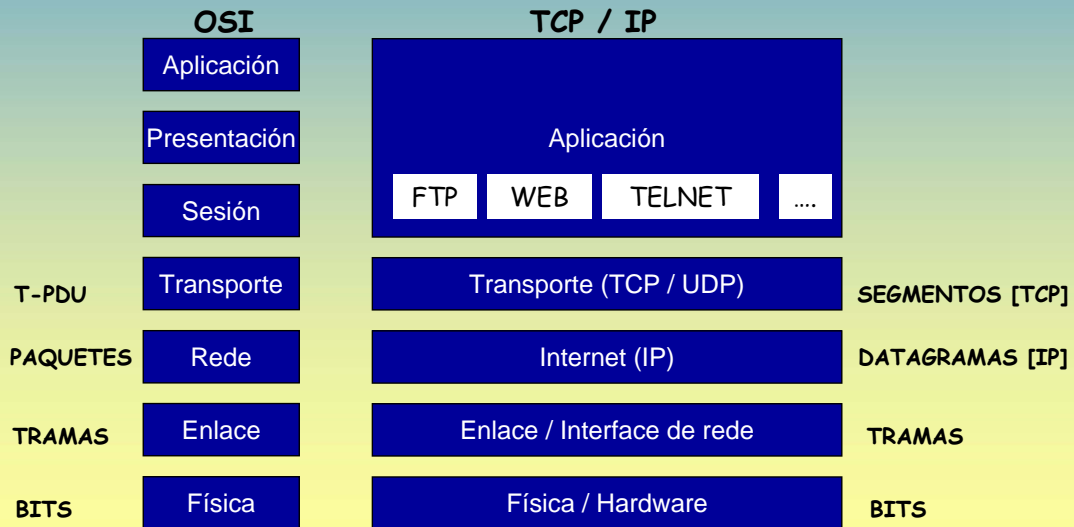 OSI
TCP / IP
Aplicación
Presentación
Aplicación
Sesión
FTP
WEB
TELNET
....
T-PDU
Transporte
Transporte (TCP / UDP)
SEGMENTOS [TCP]
PAQUETES
Rede
Internet (IP)
DATAGRAMAS [IP]
TRAMAS
Enlace
Enlace / Interface de rede
TRAMAS
BITS
Física
Física / Hardware
BITS